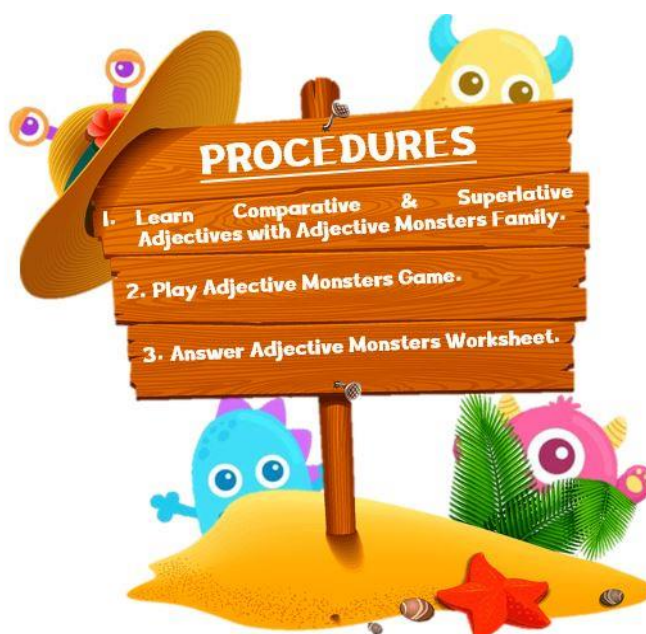 PROCEDURES
1. Learn Comparative & Superlative
Adjectives with Adjective Monsters Family.
2. Play Adjective Monsters Game.
3. Answer Adjective Monsters Worksheet.